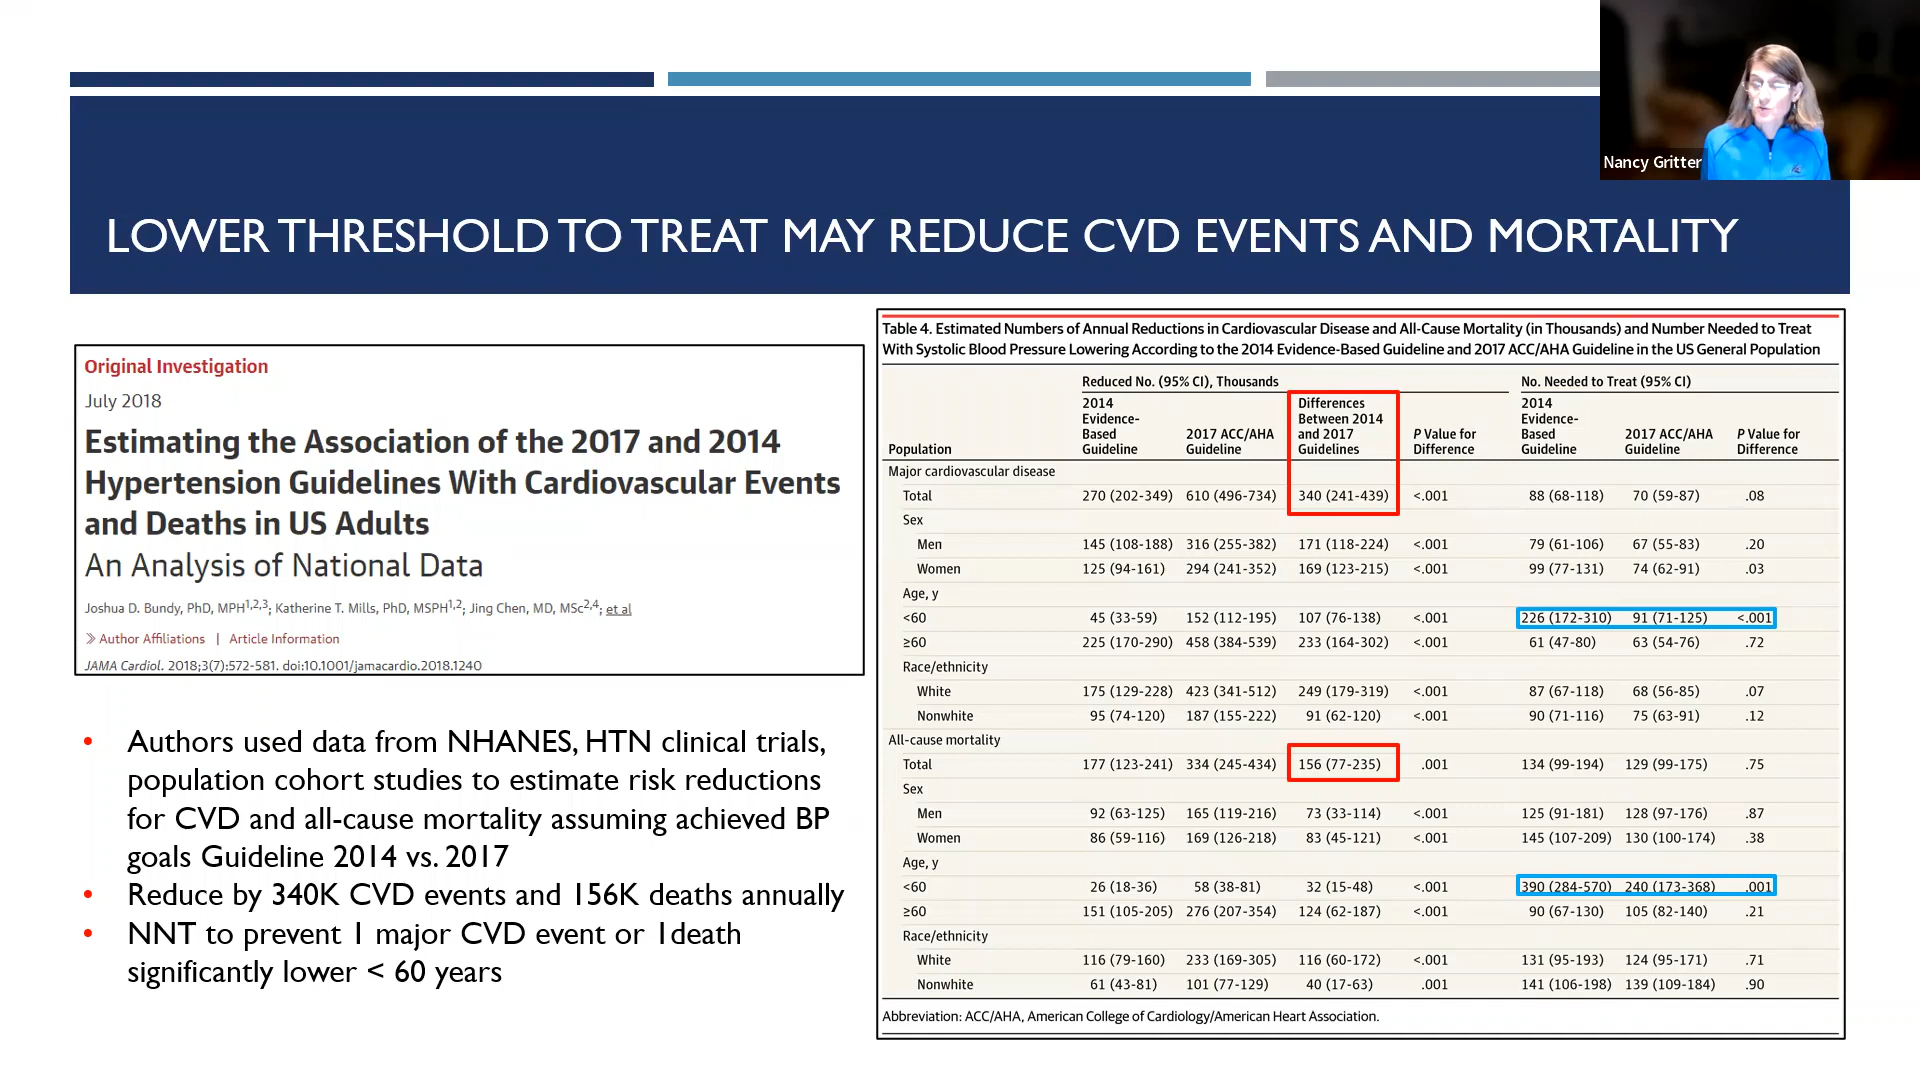 Nancy Gritter
LOWER THRESHOLD TO TREAT MAY REDUCE CVD EVENTS AND MORTALITY
Original Investigation
July 2018
Estimating the Association of the 2017 and 2014
Hypertension Guidelines With Cardiovascular Events
and Deaths in US Adults
An Analysis of National Data
Joshua D. Bundy, PhD, MPH1,2,3; Katherine T. Mills, PhD, MSPH1,2; Jing Chen, MD, MSc2,4; et al
» Author Affiliations | Article Information
JAMA Cardiol. 2018;3(7):572-581. doi:10.1001/jamacardio.2018.1240
• Authors used data from NHANES, HTN clinical trials,
population cohort studies to estimate risk reductions
for CVD and all-cause mortality assuming achieved BP
goals Guideline 2014 vs. 2017
• Reduce by 340K CVD events and 156K deaths annually
• NNT to prevent 1 major CVD event or 1death
significantly lower < 60 years
Table 4. Estimated Numbers of Annual Reductions in Cardiovascular Disease and All-Cause Mortality (in Thousands) and Number Needed to Treat
With Systolic Blood Pressure Lowering According to the 2014 Evidence-Based Guideline and 2017 ACC/AHA Guideline in the US General Population
Reduced No. (95% CI), Thousands No. Needed to Treat (95% CI)
Population 2014 Evidence-Based Guideline 2017 ACC/AHA Guideline Differences Between 2014 and 2017 Guidelines P Value for Difference 2014 Evidence-Based Guideline 2017 ACC/AHA Guideline P Value for Difference
Major cardiovascular disease
Total 270 (202-349) 610 (496-734) 340 (241-439) <.001 88 (68-118) 70 (59-87) .08
Sex
Men 145 (108-188) 316 (255-382) 171 (118-224) <.001 79 (61-106) 67 (55-83) .20
Women 125 (94-161) 294 (241-352) 169 (123-215) <.001 99 (77-131) 74 (62-91) .03
Age, y
<60 45 (33-59) 152 (112-195) 107 (76-138) <.001 226 (172-310) 91 (71-125) <.001
≥60 225 (170-290) 458 (384-539) 233 (164-302) <.001 61 (47-80) 63 (54-76) .72
Race/ethnicity
White 175 (129-228) 423 (341-512) 249 (179-319) <.001 87 (67-118) 68 (56-85) .07
Nonwhite 95 (74-120) 187 (155-222) 91 (62-120) <.001 90 (71-116) 75 (63-91) .12
All-cause mortality
Total 177 (123-241) 334 (245-434) 156 (77-235) .001 134 (99-194) 129 (99-175) .75
Sex
Men 92 (63-125) 165 (119-216) 73 (33-114) <.001 125 (91-181) 128 (97-176) .87
Women 86 (59-116) 169 (126-218) 83 (45-121) <.001 145 (107-209) 130 (100-174) .38
Age, y
<60 26 (18-36) 58 (38-81) 32 (15-48) <.001 390 (284-570) 240 (173-368) .001
≥60 151 (105-205) 276 (207-354) 124 (62-187) <.001 90 (67-130) 105 (82-140) .21
Race/ethnicity
White 116 (79-160) 233 (169-305) 116 (60-172) <.001 131 (95-193) 124 (95-171) .71
Nonwhite 61 (43-81) 101 (77-129) 40 (17-63) .001 141 (106-198) 139 (109-184) .90
Abbreviation: ACC/AHA, American College of Cardiology/American Heart Association.